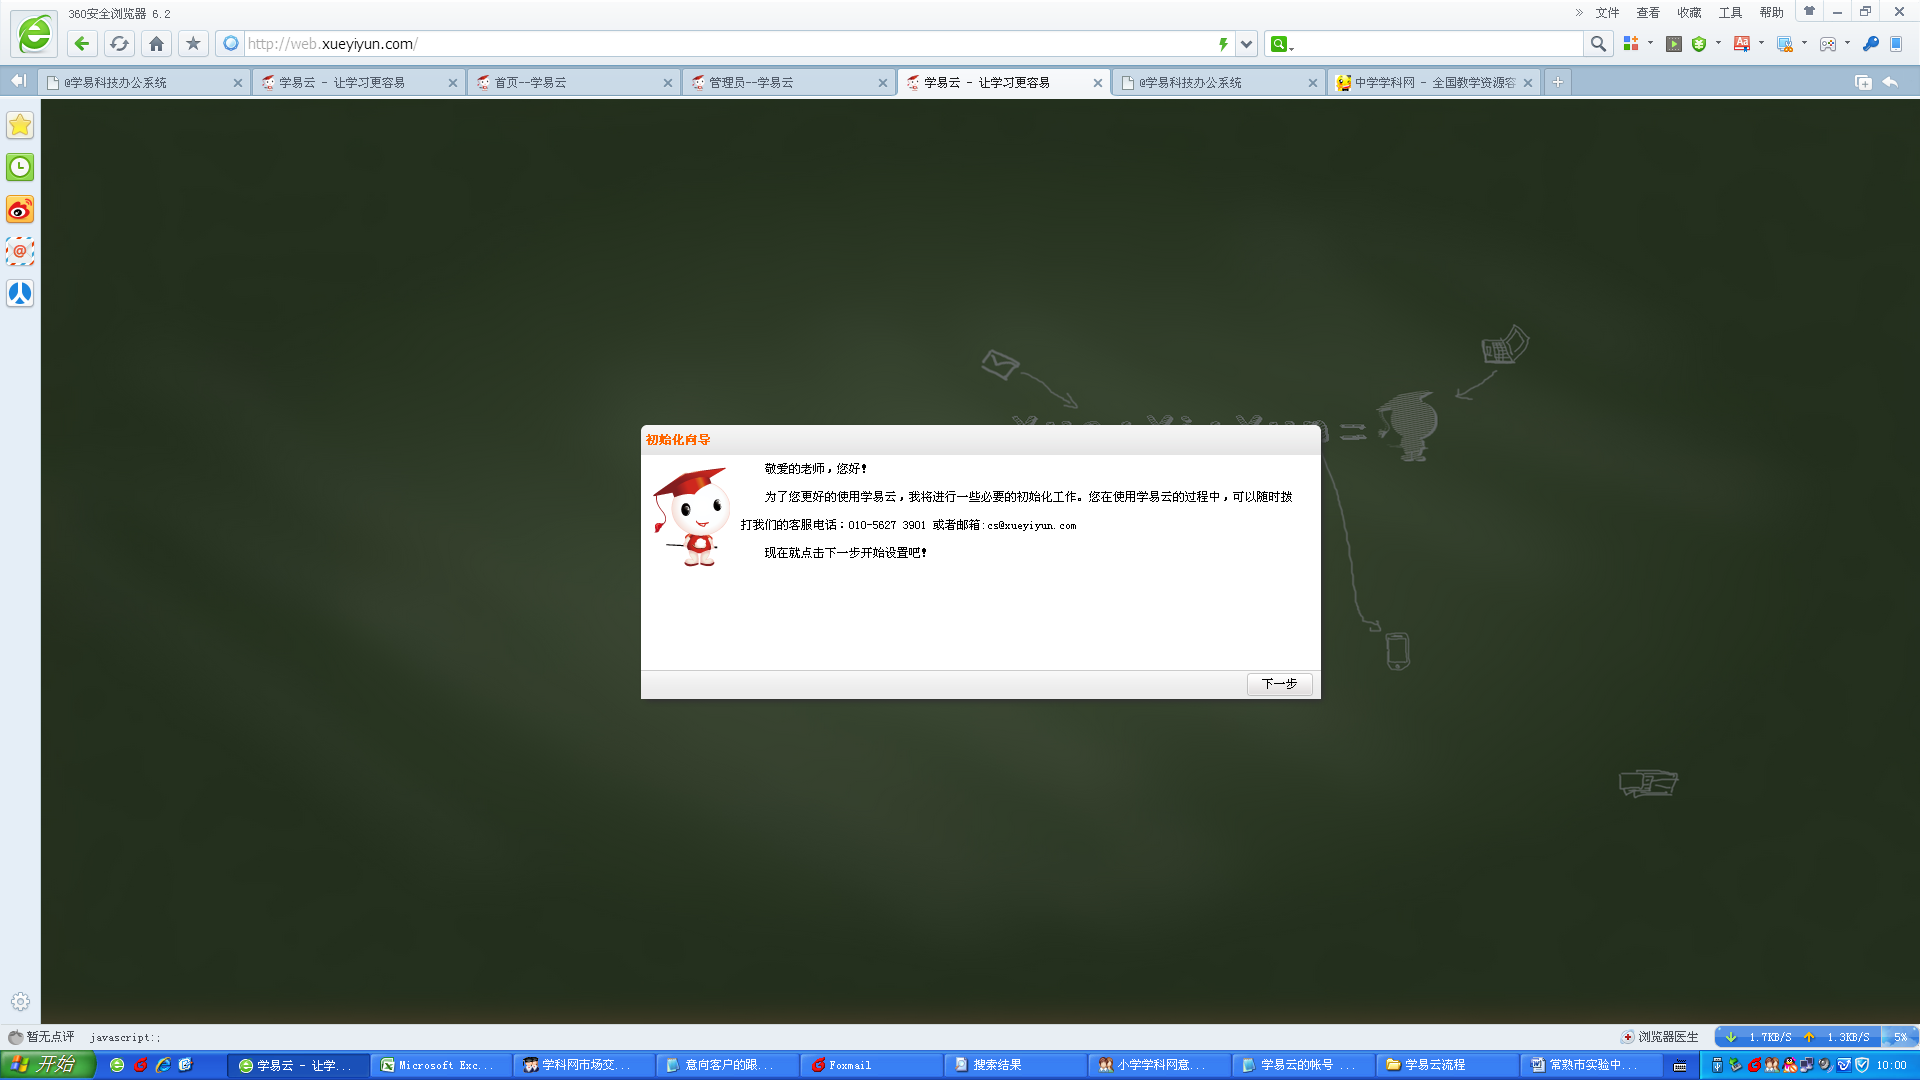 360安全浏览器 6.2
» 文件 查看 收藏 工具 帮助
http://web.xueyiyun.com/
@学易科技办公系统
学易云 - 让学习更容易
首页--学易云
管理员--学易云
学易云 - 让学习更容易
@学易科技办公系统
中学学科网 - 全国教学资源容
初始化向导
敬爱的老师，您好！
为了您更好的使用学易云，我将进行一些必要的初始化工作。您在使用学易云的过程中，可以随时拨
打我们的客服电话：010-5627 3901 或者邮箱:cs@xueyiyun.com
现在就点击下一步开始设置吧！
下一步
暂无点评 javascript:;
浏览器医生 1.7KB/S 1.3KB/S 5%
开始
学易云 - 让学...
Microsoft Exc...
学科网市场交...
意向客户的跟...
Foxmail
搜索结果
小学学科网意...
学易云的帐号 ...
学易云流程
常熟市实验中...
10:00